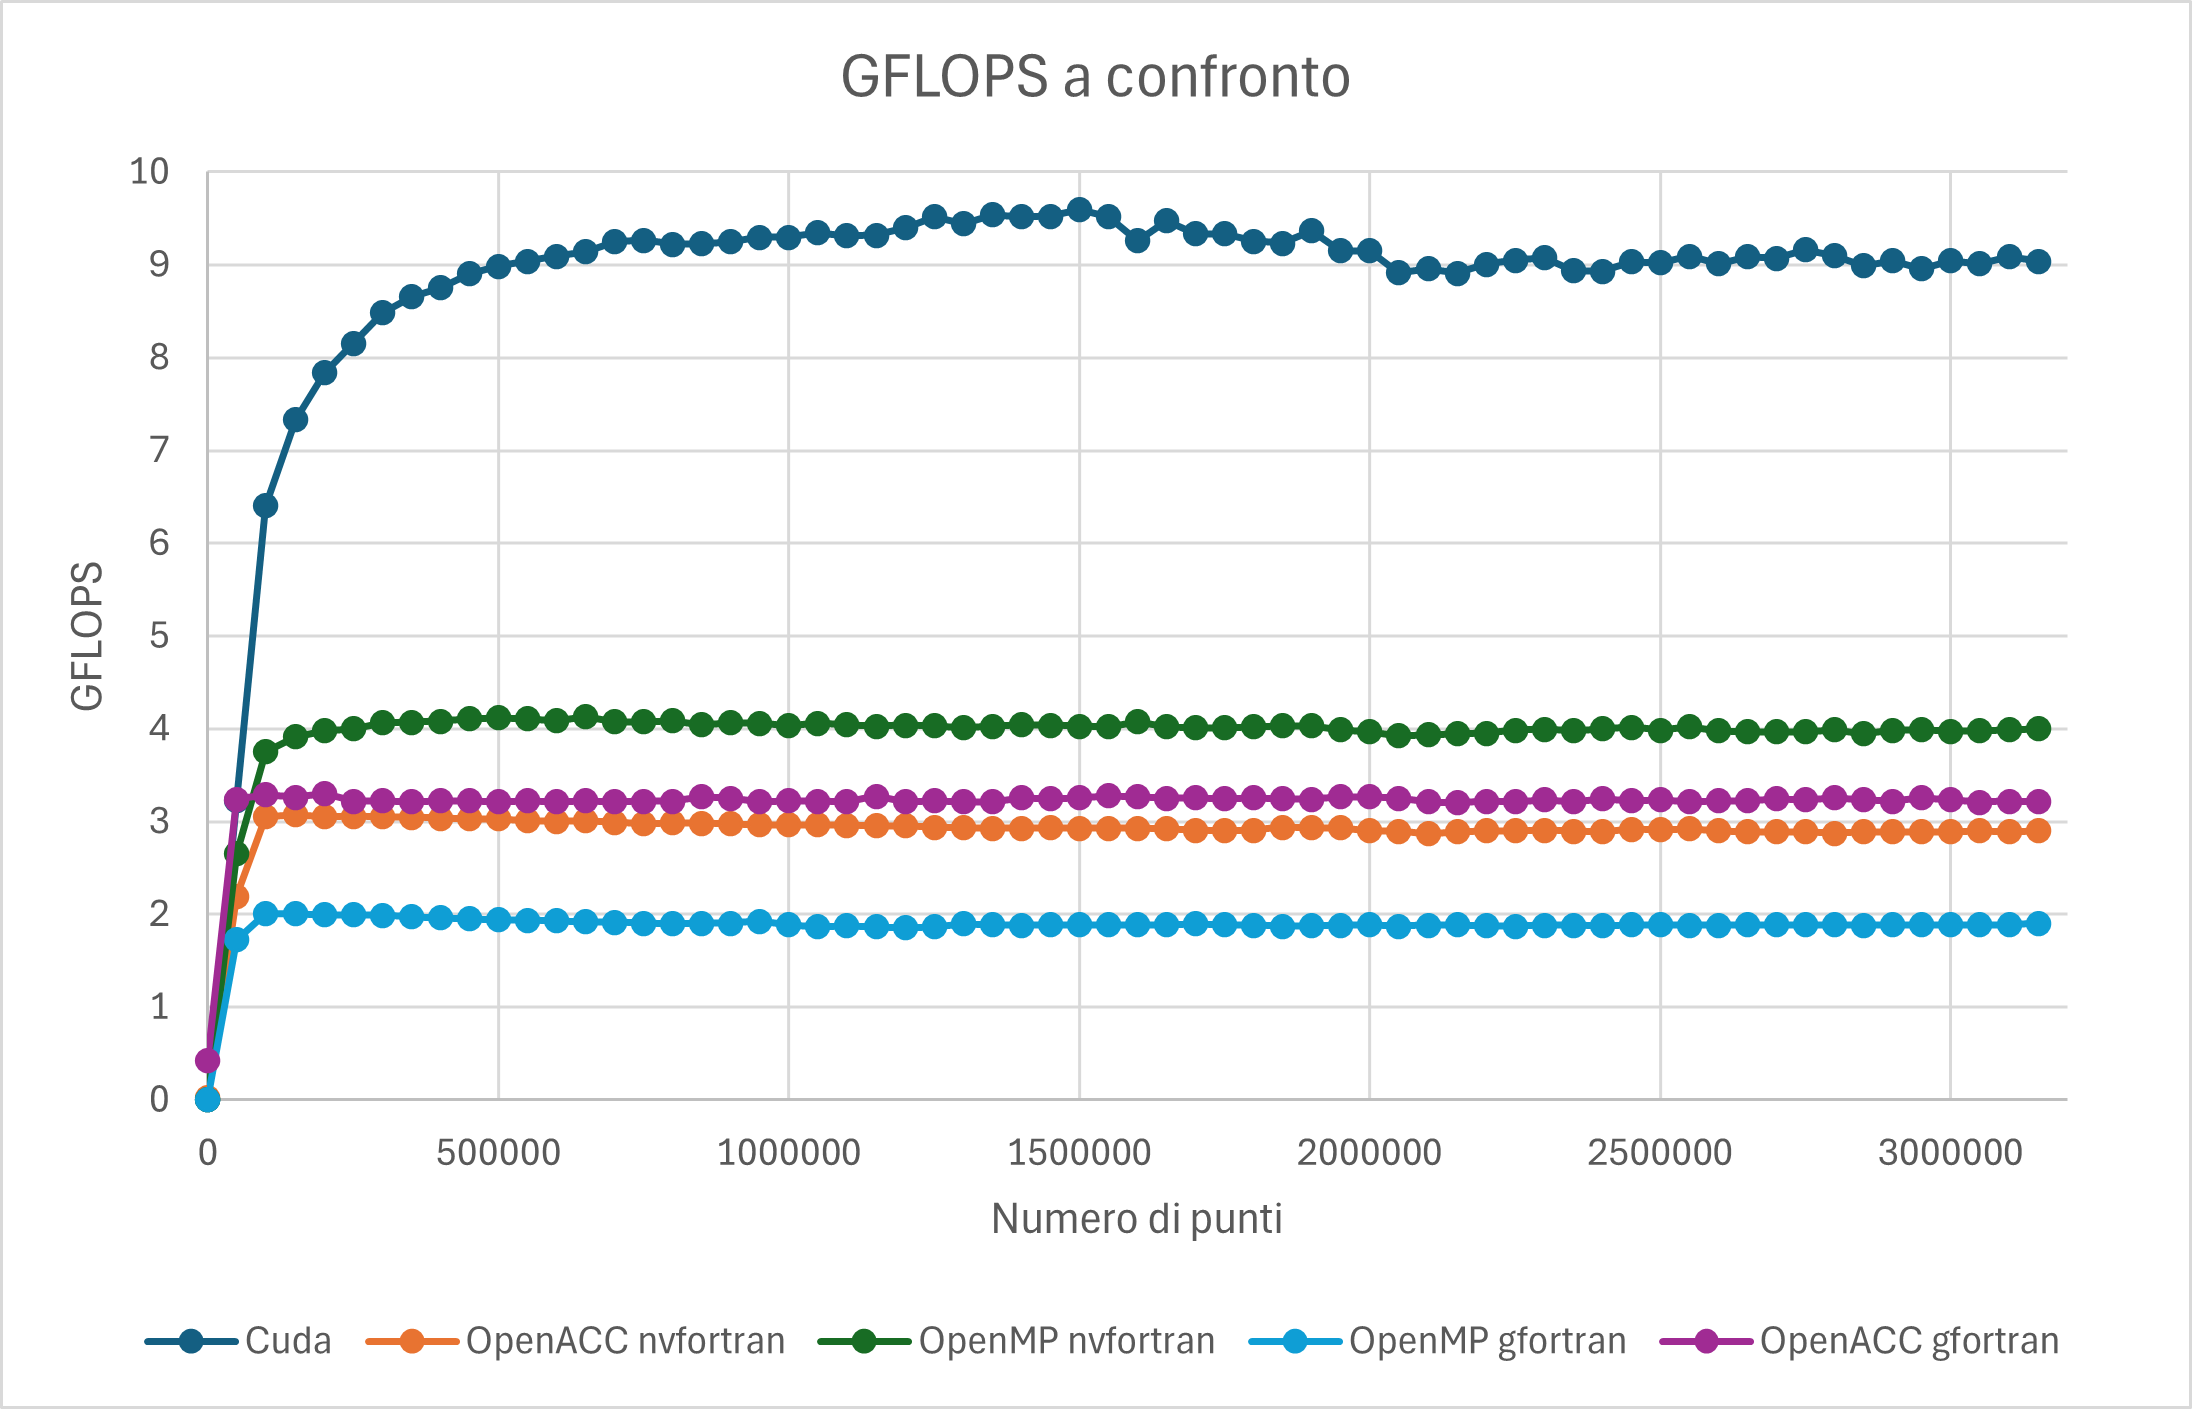 GFLOPS a confronto
10
9
8
7
6
5
4
3
2
1
0
GFLOPS
0 500000 1000000 1500000 2000000 2500000 3000000
Numero di punti
Cuda OpenACC nvfortran OpenMP nvfortran OpenMP gfortran OpenACC gfortran